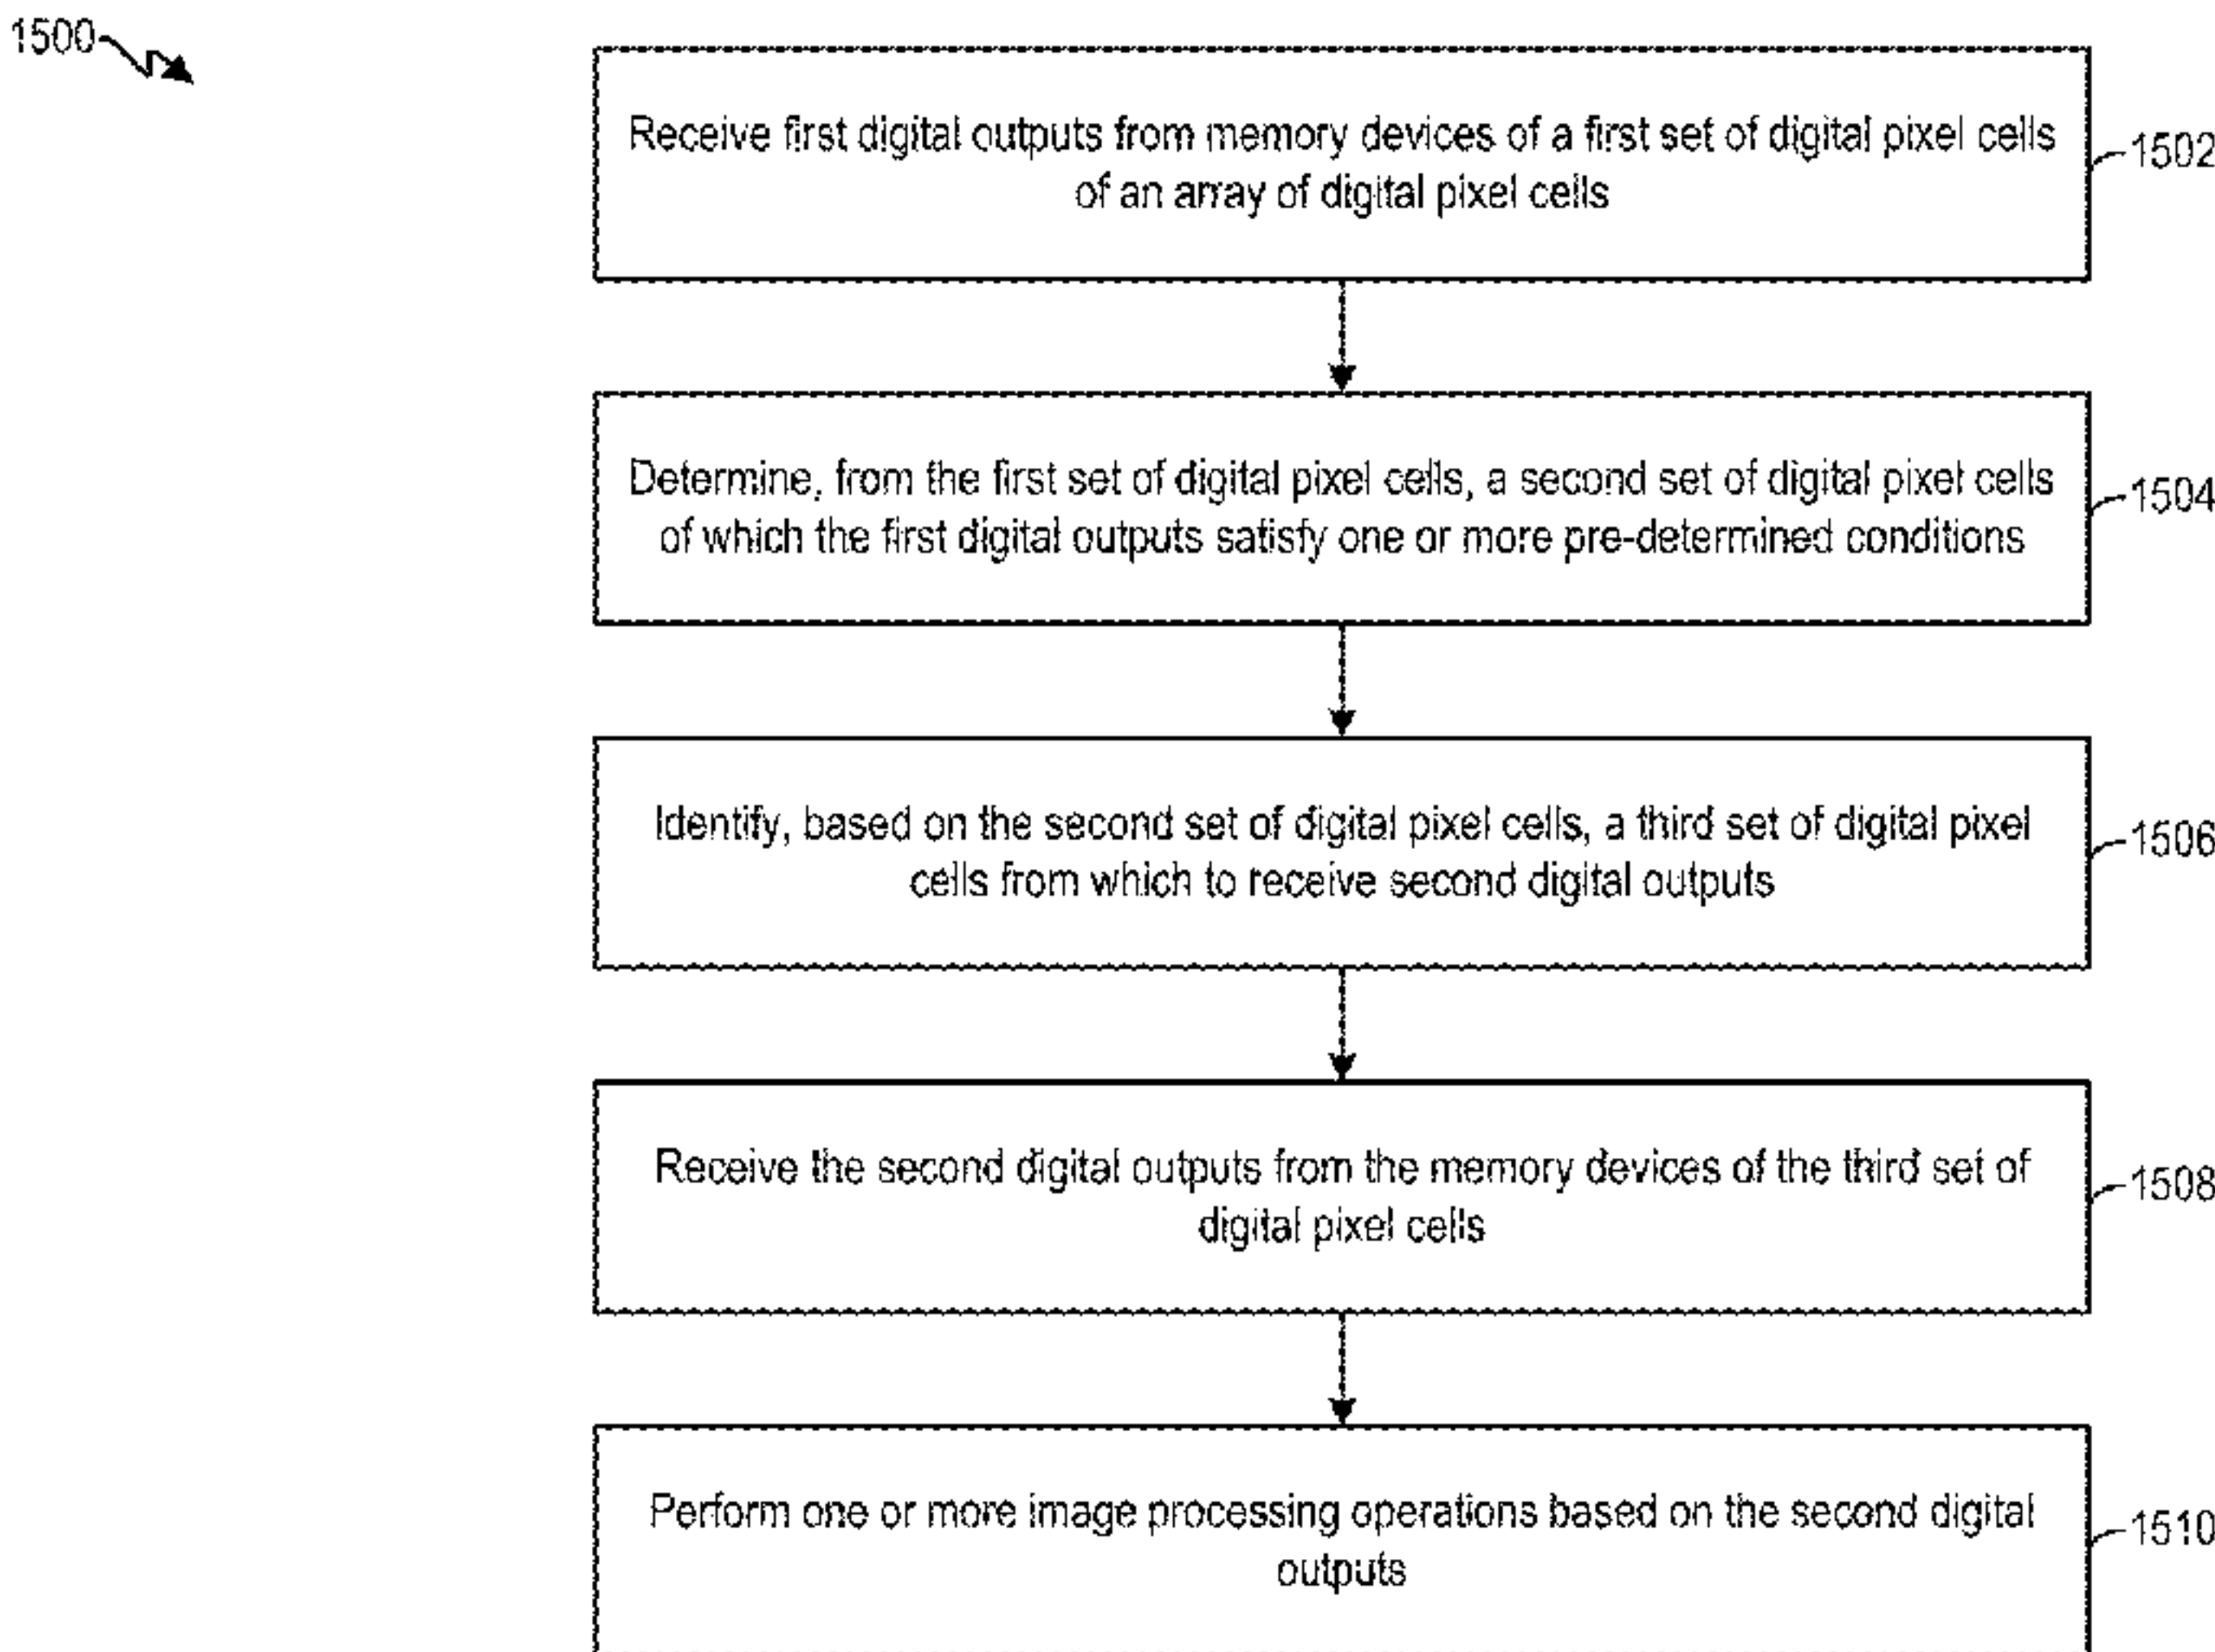 1500
Receive first digital outputs from memory devices of a first set of digital pixel cells
of an array of digital pixel cells
1502
Determine, from the first set of digital pixel cells, a second set of digital pixel cells
of which the first digital outputs satisfy one or more pre-determined conditions
1504
Identify, based on the second set of digital pixel cells, a third set of digital pixel
cells from which to receive second digital outputs
1506
Receive the second digital outputs from the memory devices of the third set of
digital pixel cells
1508
Perform one or more image processing operations based on the second digital
outputs
1510